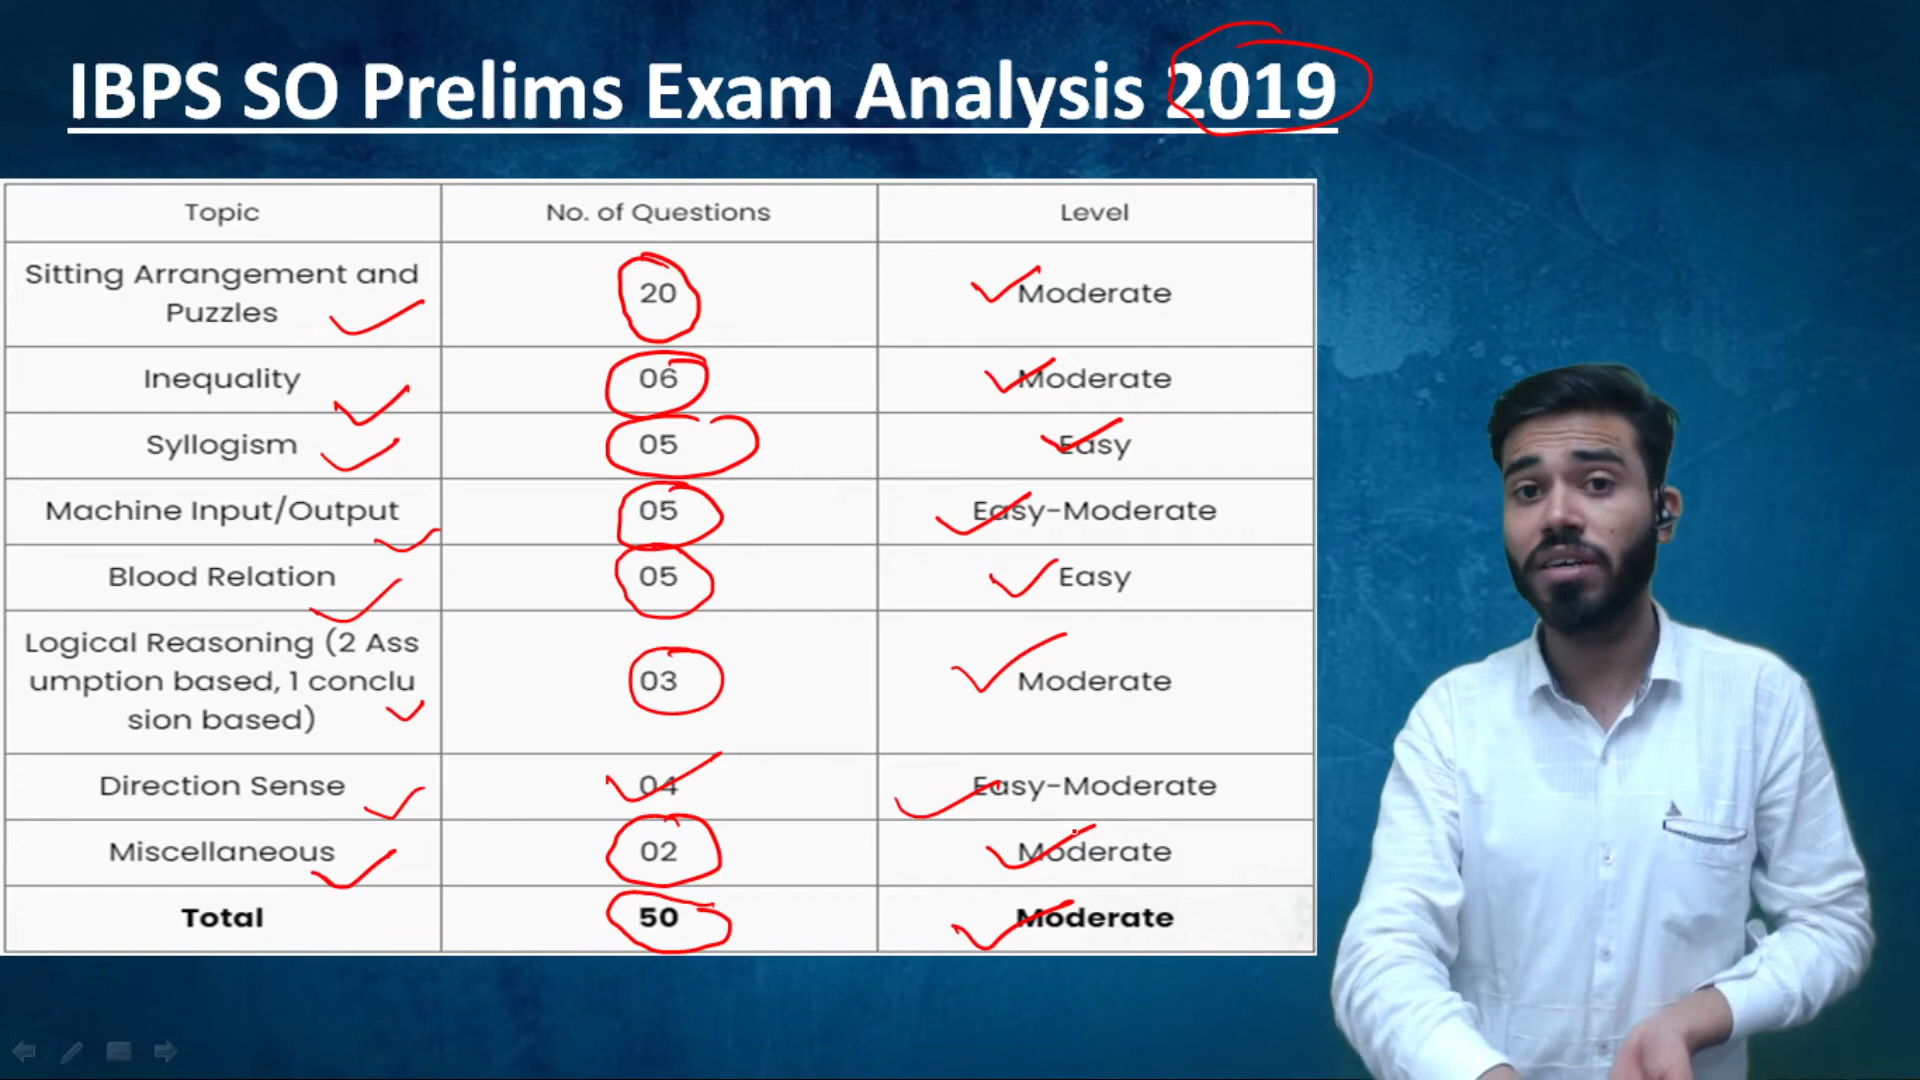 IBPS SO Prelims Exam Analysis 2019
Topic No. of Questions Level
Sitting Arrangement and
Puzzles 20 Moderate
Inequality 06 Moderate
Syllogism 05 Easy
Machine Input/Output 05 Easy-Moderate
Blood Relation 05 Easy
Logical Reasoning (2 Ass
umption based, 1 conclu
sion based) 03 Moderate
Direction Sense 04 Easy-Moderate
Miscellaneous 02 Moderate
Total 50 Moderate